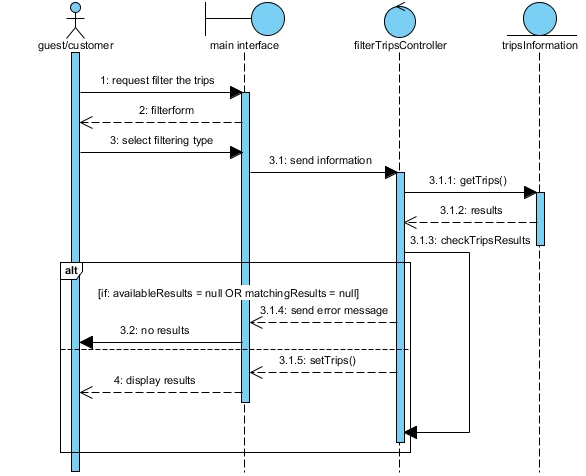 guest/customer
main interface
filterTripsController
tripsInformation
1: request filter the trips
2: filterform
3: select filtering type
3.1: send information
3.1.1: getTrips()
3.1.2: results
3.1.3: checkTripsResults
alt
[if: availableResults = null OR matchingResults = null]
3.1.4: send error message
3.2: no results
3.1.5: setTrips()
4: display results